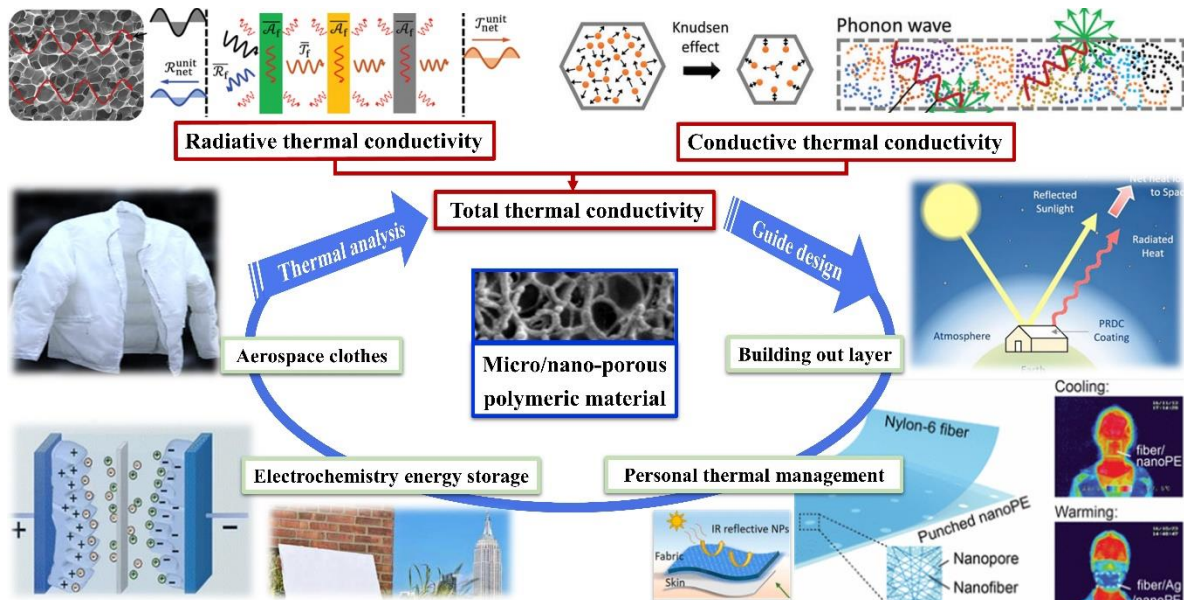 Knudsen
effect
Phonon wave
Radiative thermal conductivity
Conductive thermal conductivity
Total thermal conductivity
Thermal analysis
Guide design
Reflected
Sunlight
to Space
Radiated
Heat
Atmosphere
PRDC
Coating
Earth
Aerospace clothes
Micro/nano-porous
polymeric material
Building out layer
Electrochemistry energy storage
Personal thermal management
Nylon-6 fiber
Punched nanoPE
Nanopore
Nanofiber
IR reflective NPs
Fabric
Skin
Cooling:
fiber/
nanoPE
Warming:
fiber/Ag
/nanoPE